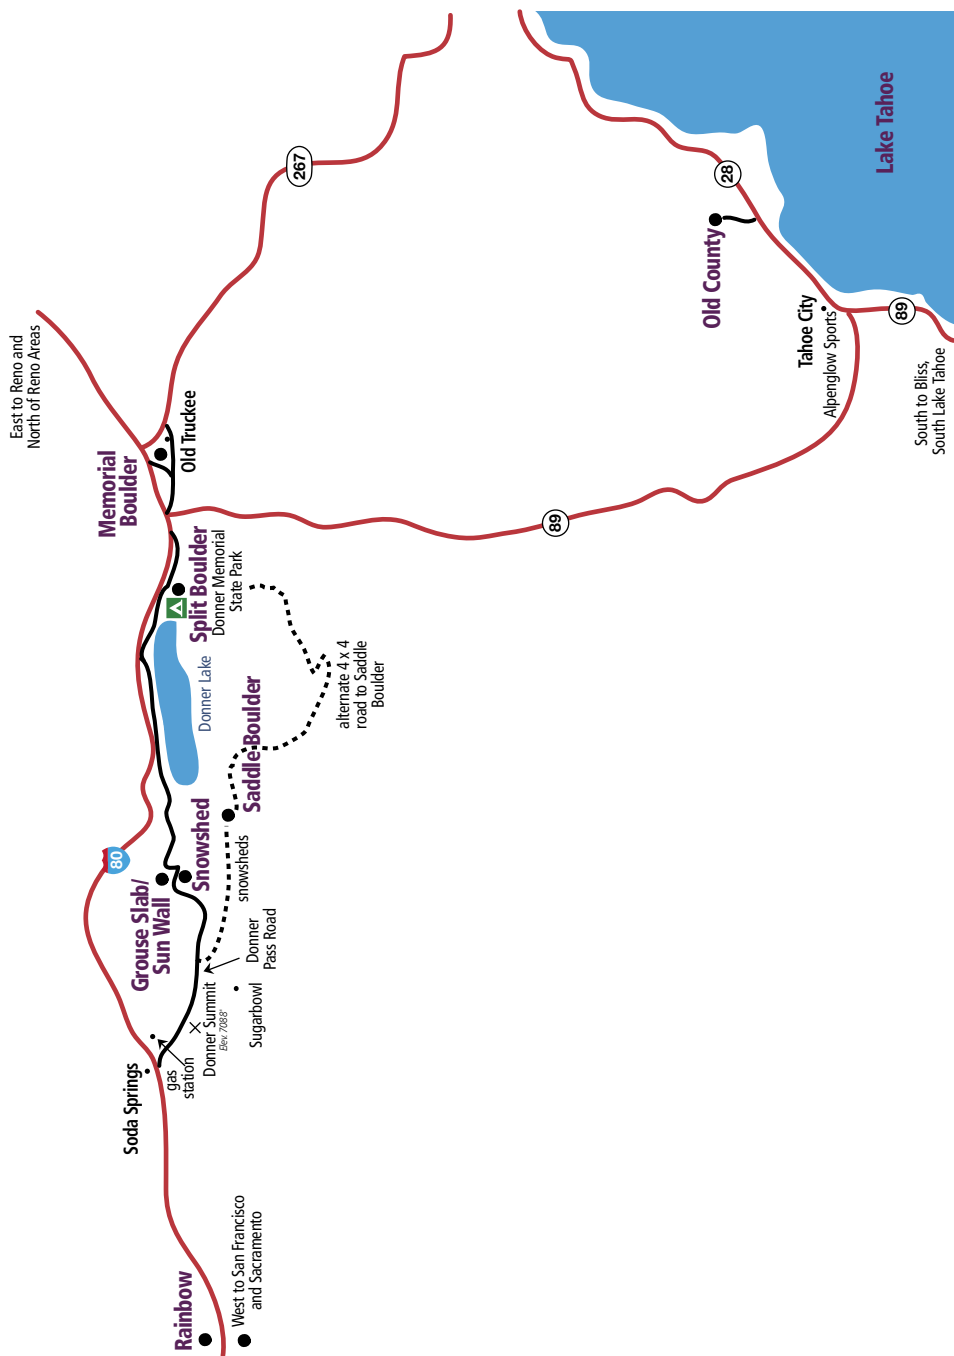 East to Reno and
North of Reno Areas
267
28
Lake Tahoe
Old County
Tahoe City
Alpenglow Sports
89
South to Bliss,
South Lake Tahoe
Memorial
Boulder
Old Truckee
89
Split Boulder
Donner Memorial
State Park
Donner Lake
alternate 4 x 4
road to Saddle
Boulder
Saddle Boulder
80
Snowshed
snowsheds
Grouse Slab/
Sun Wall
Donner
Pass Road
Donner Summit
Elev. 7088'
Sugarbowl
gas
station
Soda Springs
Rainbow
West to San Francisco
and Sacramento